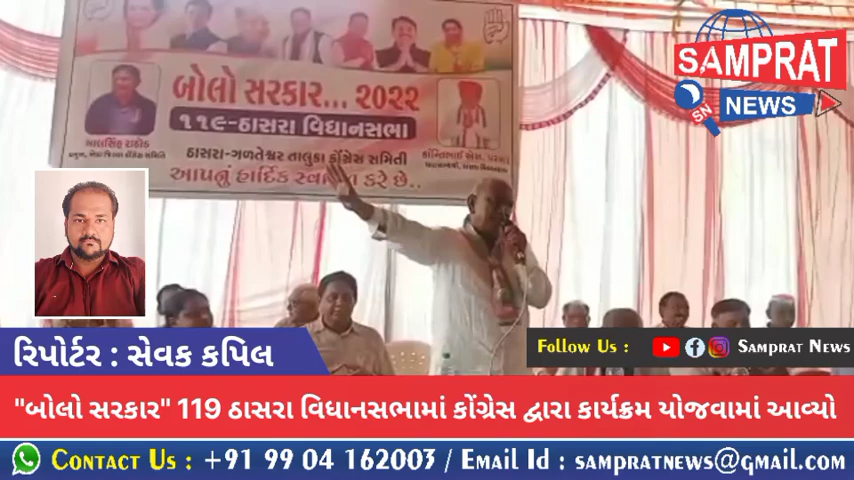 બોલો સરકાર... ૨૦૨૨
૧૧૯-ઠાસરા વિધાનસભા
ઠાસરા-ગળતેશ્વર તાલુકા કોંગ્રેસ સમિતી
આપનું હાર્દિક સ્વાગત કરે છે..
SAMPRAT
SN NEWS
રિપોર્ટર : સેવક કપિલ
Follow Us : Samprat News
"બોલો સરકાર" 119 ઠાસરા વિધાનસભામાં કોંગ્રેસ દ્વારા કાર્યક્રમ યોજવામાં આવ્યો
Contact Us : +91 99 04 162003 / Email Id : sampratnews@gmail.com